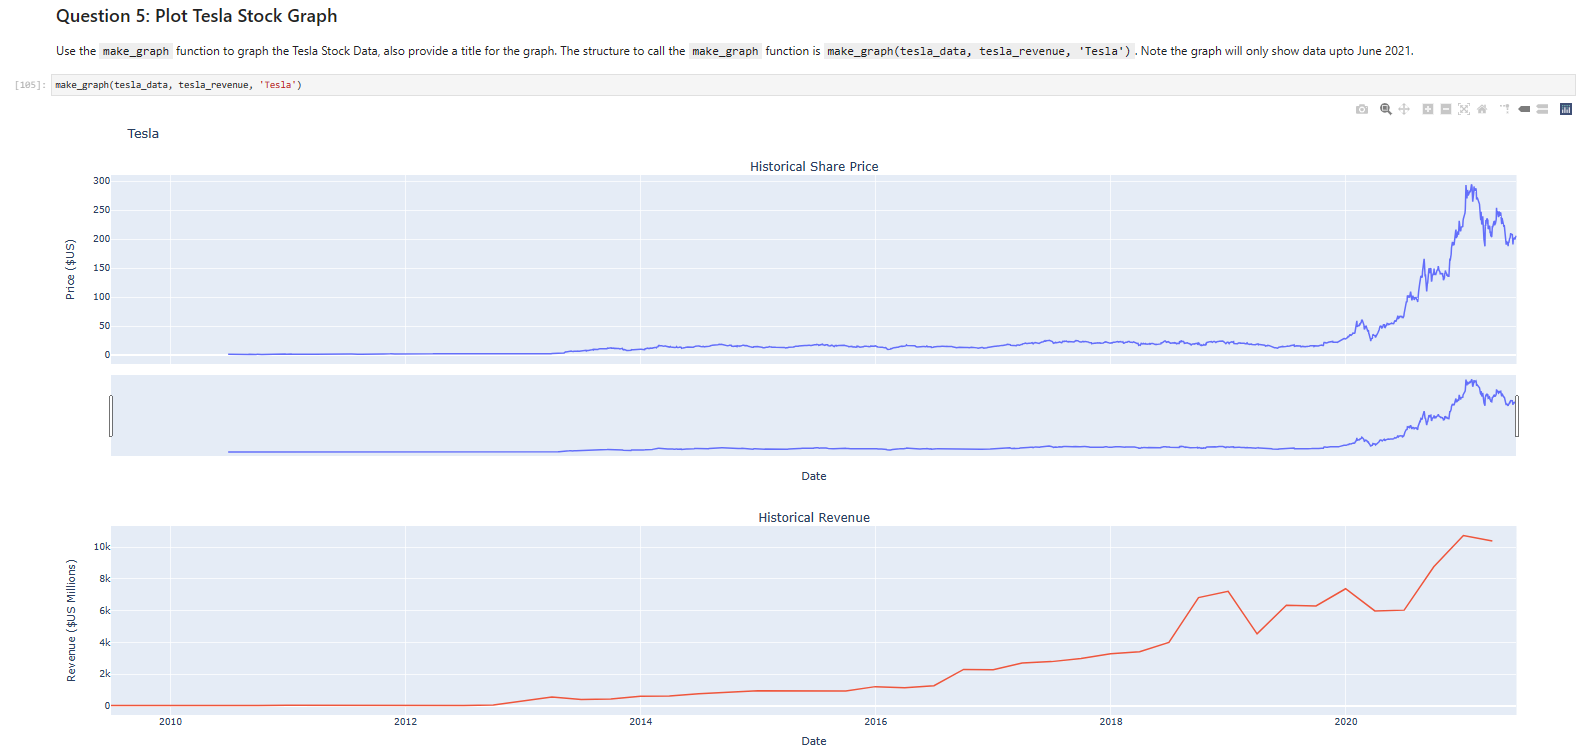 Question 5: Plot Tesla Stock Graph
Use the make_graph function to graph the Tesla Stock Data, also provide a title for the graph. The structure to call the make_graph function is make_graph(tesla_data, tesla_revenue, 'Tesla') . Note the graph will only show data upto June 2021.
[105]: make_graph(tesla_data, tesla_revenue, 'Tesla')
Tesla
Historical Share Price
300
250
200
150
100
50
0
Price ($US)
Date
Historical Revenue
10k
8k
6k
4k
2k
0
Revenue ($US Millions)
2010 2012 2014 2016 2018 2020
Date